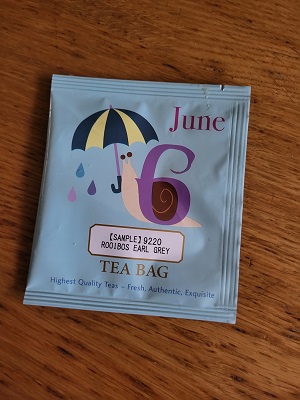 June
6
【SAMPLE】9220
ROOIBOS EARL GREY
TEA BAG
Highest Quality Teas – Fresh, Authentic, Exquisite